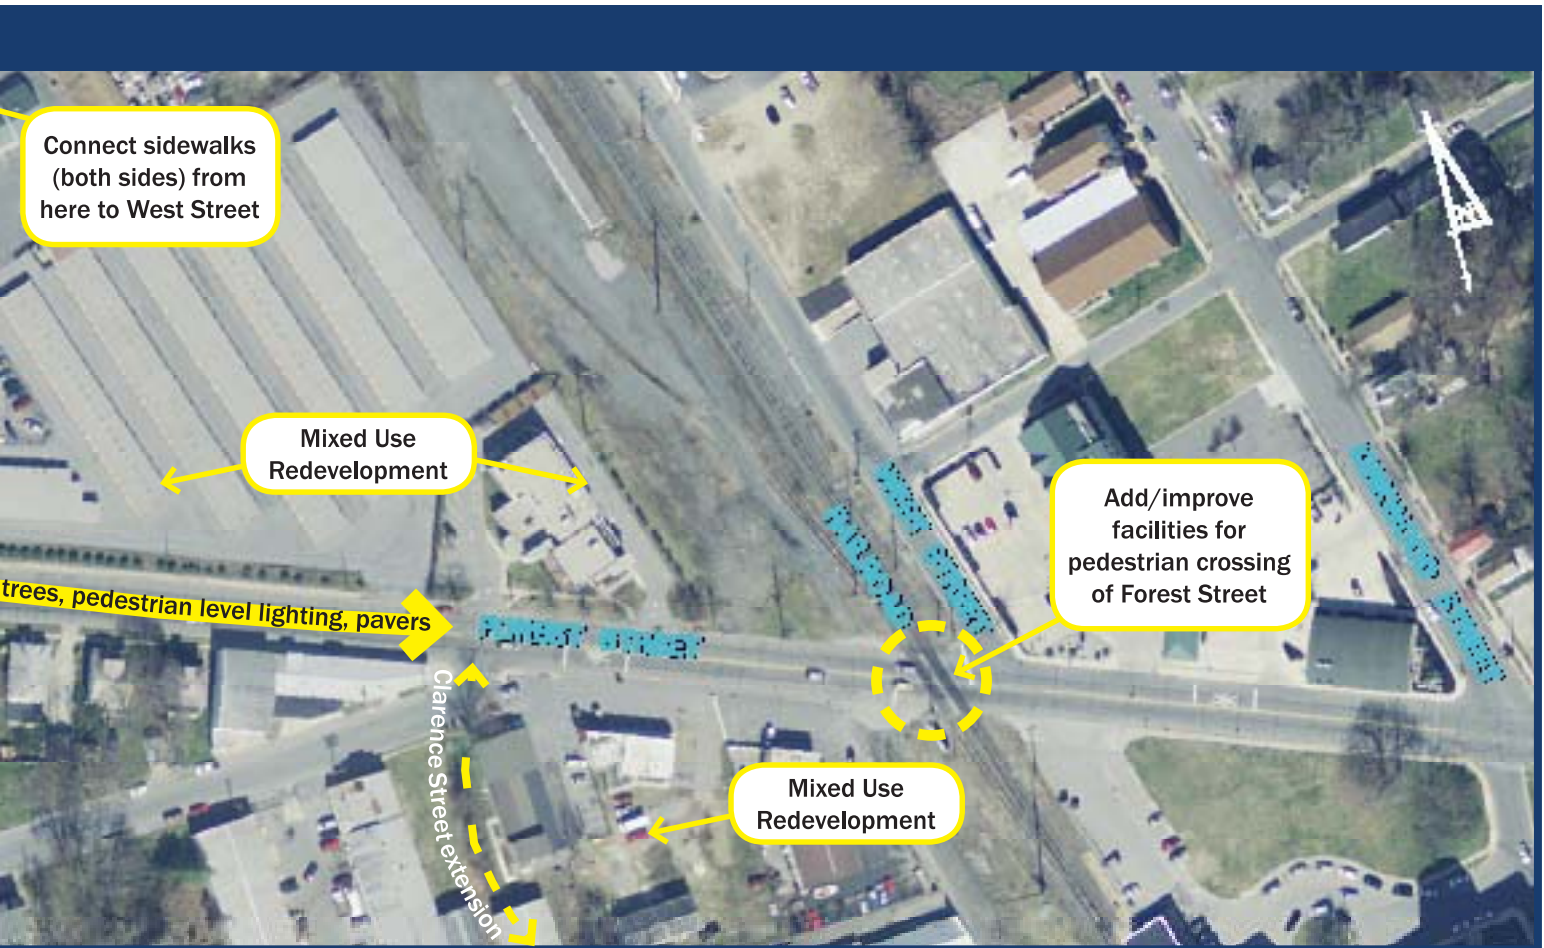 Connect sidewalks
(both sides) from
here to West Street
Mixed Use
Redevelopment
Add/improve
facilities for
pedestrian crossing
of Forest Street
trees, pedestrian level lighting, pavers
Clarence Street extension
Mixed Use
Redevelopment